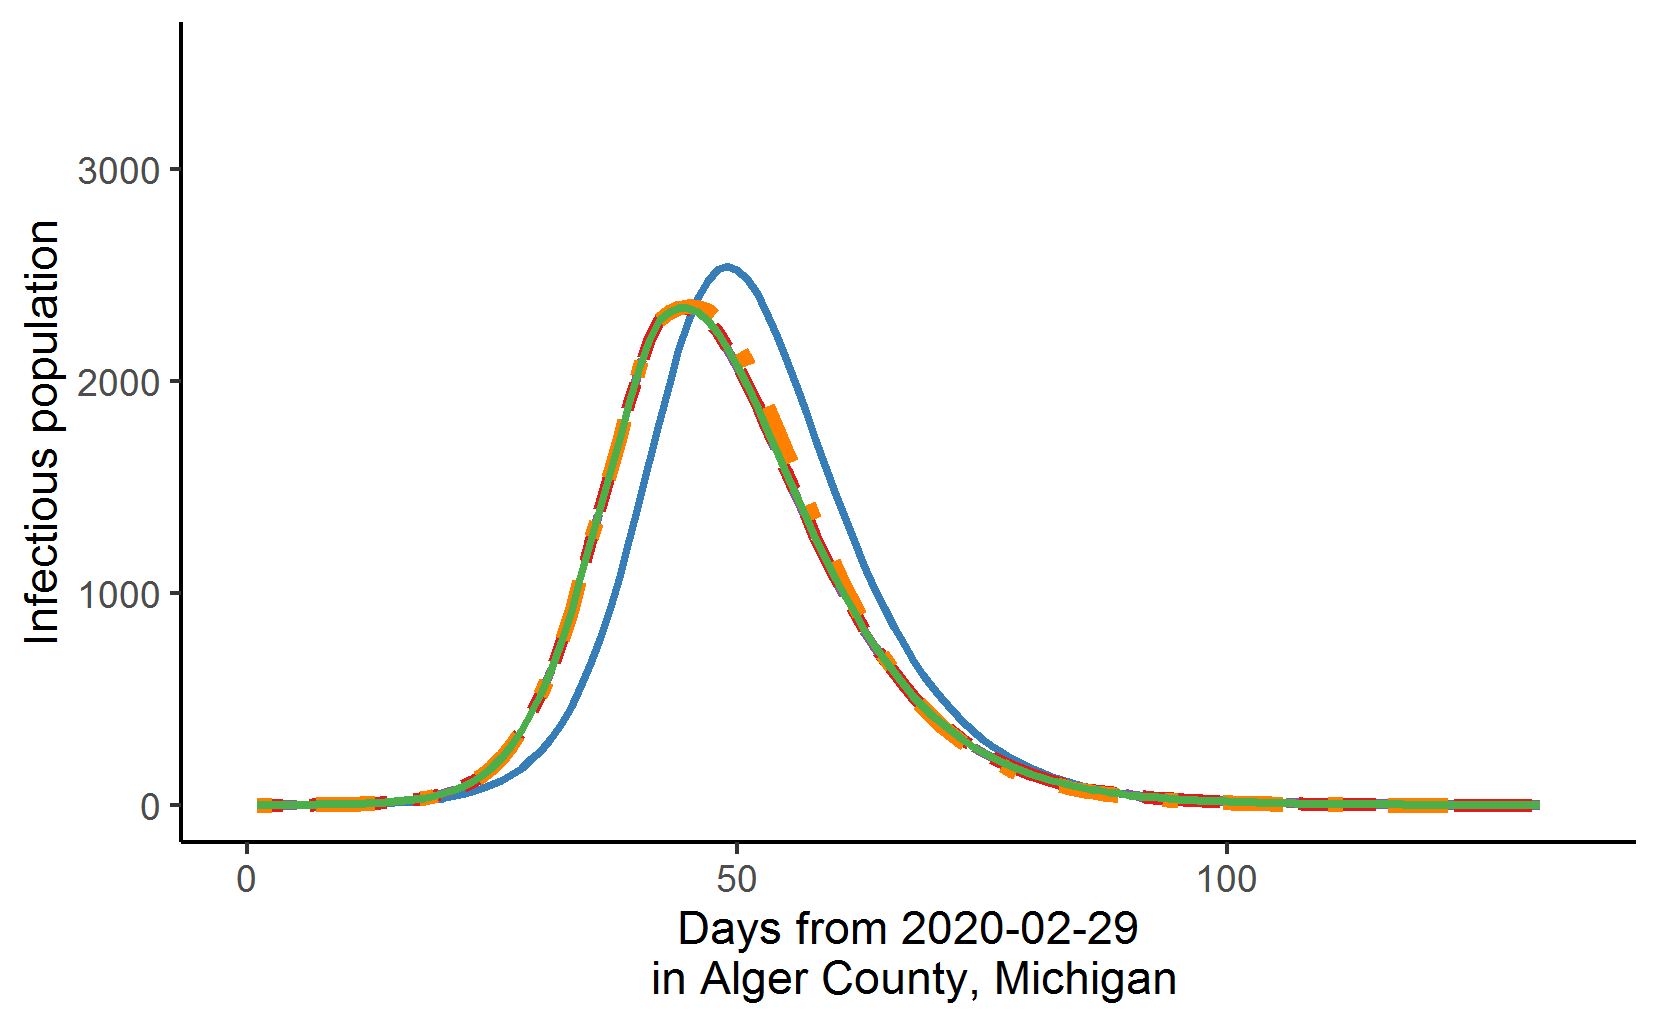 Infectious population
3000
2000
1000
0
0 50 100
Days from 2020-02-29
in Alger County, Michigan